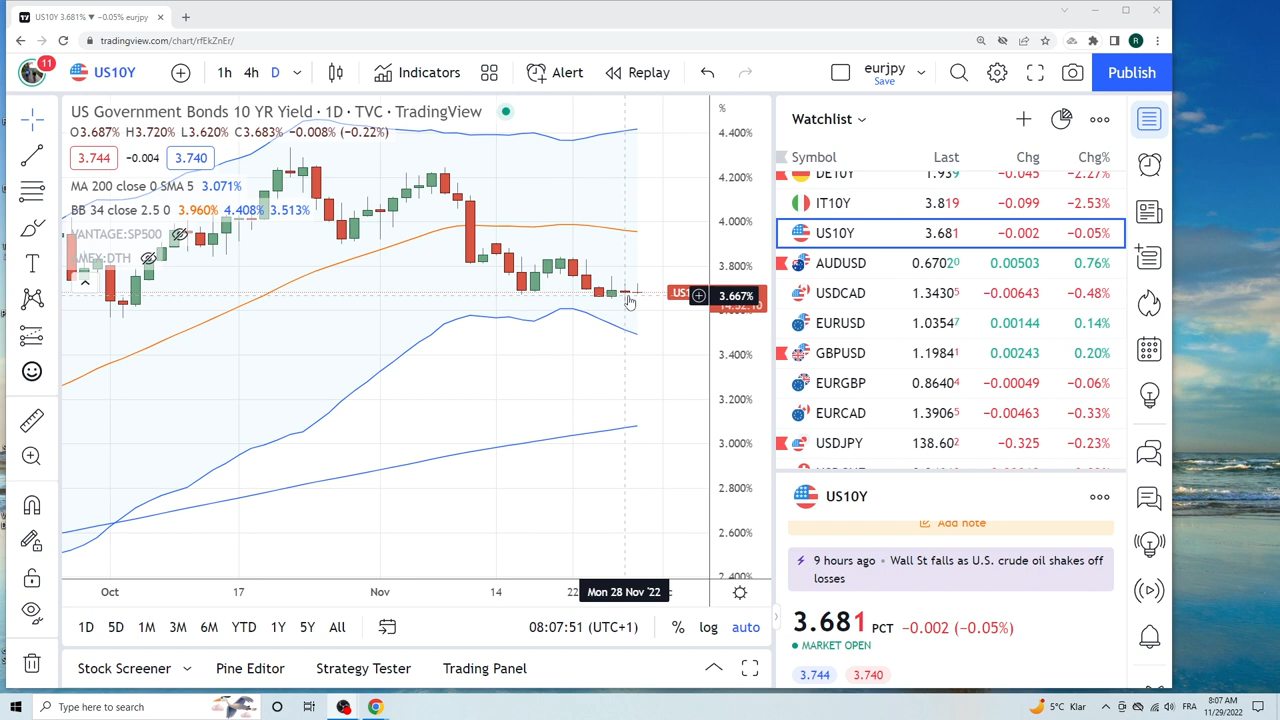 US10Y 3.681% ▼ −0.05% eurjpy
tradingview.com/chart/rfEkZnEr/
R
11
US10Y
1h 4h D
Indicators
Alert
Replay
eurjpy
Save
Publish
US Government Bonds 10 YR Yield · 1D · TVC · TradingView
O3.687% H3.720% L3.620% C3.683% −0.008% (−0.22%)
3.744 −0.004 3.740
MA 200 close 0 SMA 5 3.071%
BB 34 close 2.5 0 3.960% 4.408% 3.513%
VANTAGE:SP500
AMEX:DTH
%
4.400%
4.200%
4.000%
3.800%
3.667%
3.400%
3.200%
3.000%
2.800%
2.600%
2.400%
Oct 17 Nov 14 22
Mon 28 Nov '22
1D 5D 1M 3M 6M YTD 1Y 5Y All
08:07:51 (UTC+1) % log auto
Stock Screener Pine Editor Strategy Tester Trading Panel
Watchlist
Symbol Last Chg Chg%
DE10Y 1.939 −0.045 −2.27%
IT10Y 3.819 −0.099 −2.53%
US10Y 3.681 −0.002 −0.05%
AUDUSD 0.67020 0.00503 0.76%
USDCAD 1.34305 −0.00643 −0.48%
EURUSD 1.03547 0.00144 0.14%
GBPUSD 1.19841 0.00243 0.20%
EURGBP 0.86404 −0.00049 −0.06%
EURCAD 1.39065 −0.00463 −0.33%
USDJPY 138.602 −0.325 −0.23%
US10Y
Add note
9 hours ago • Wall St falls as U.S. crude oil shakes off
losses
3.681 PCT −0.002 (−0.05%)
MARKET OPEN
3.744 3.740
Type here to search
5°C Klar
FRA
8:07 AM
11/29/2022